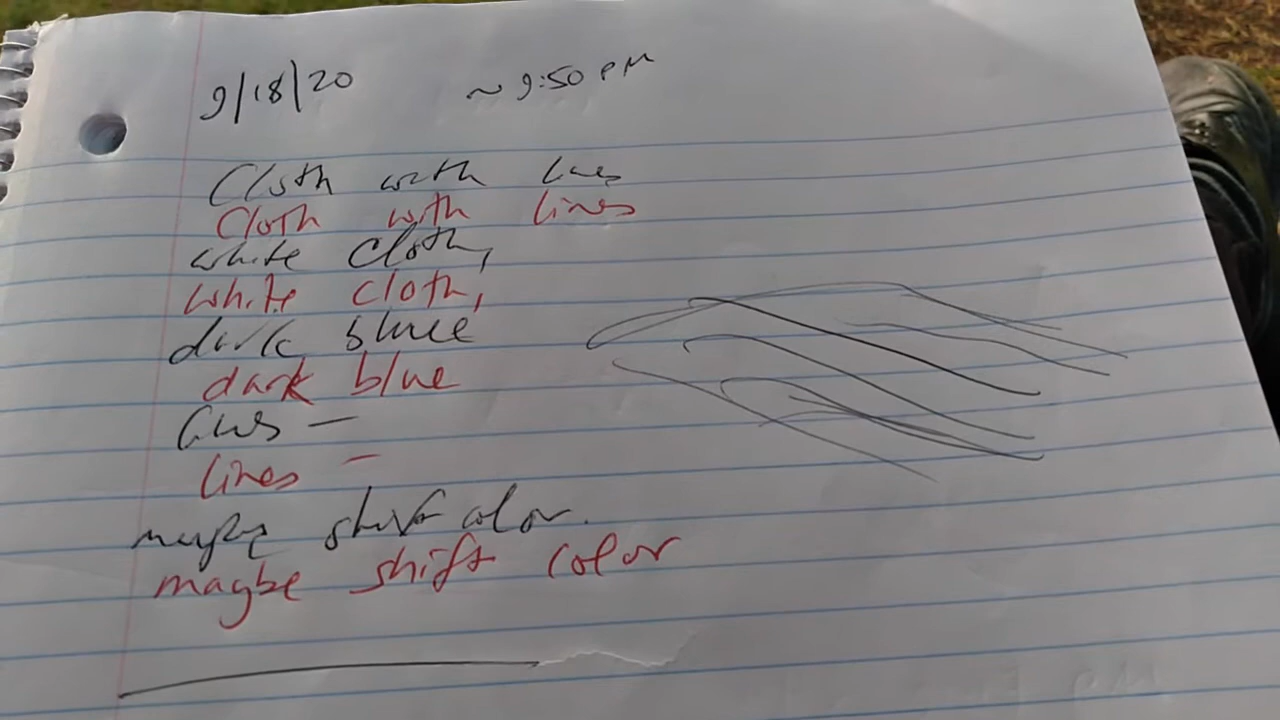 9/18/20 ~9:50 PM
Cloth with lines
Cloth with lines
white cloth,
white cloth,
dark blue
dark blue
lines —
lines —
maybe shift color.
maybe shift color